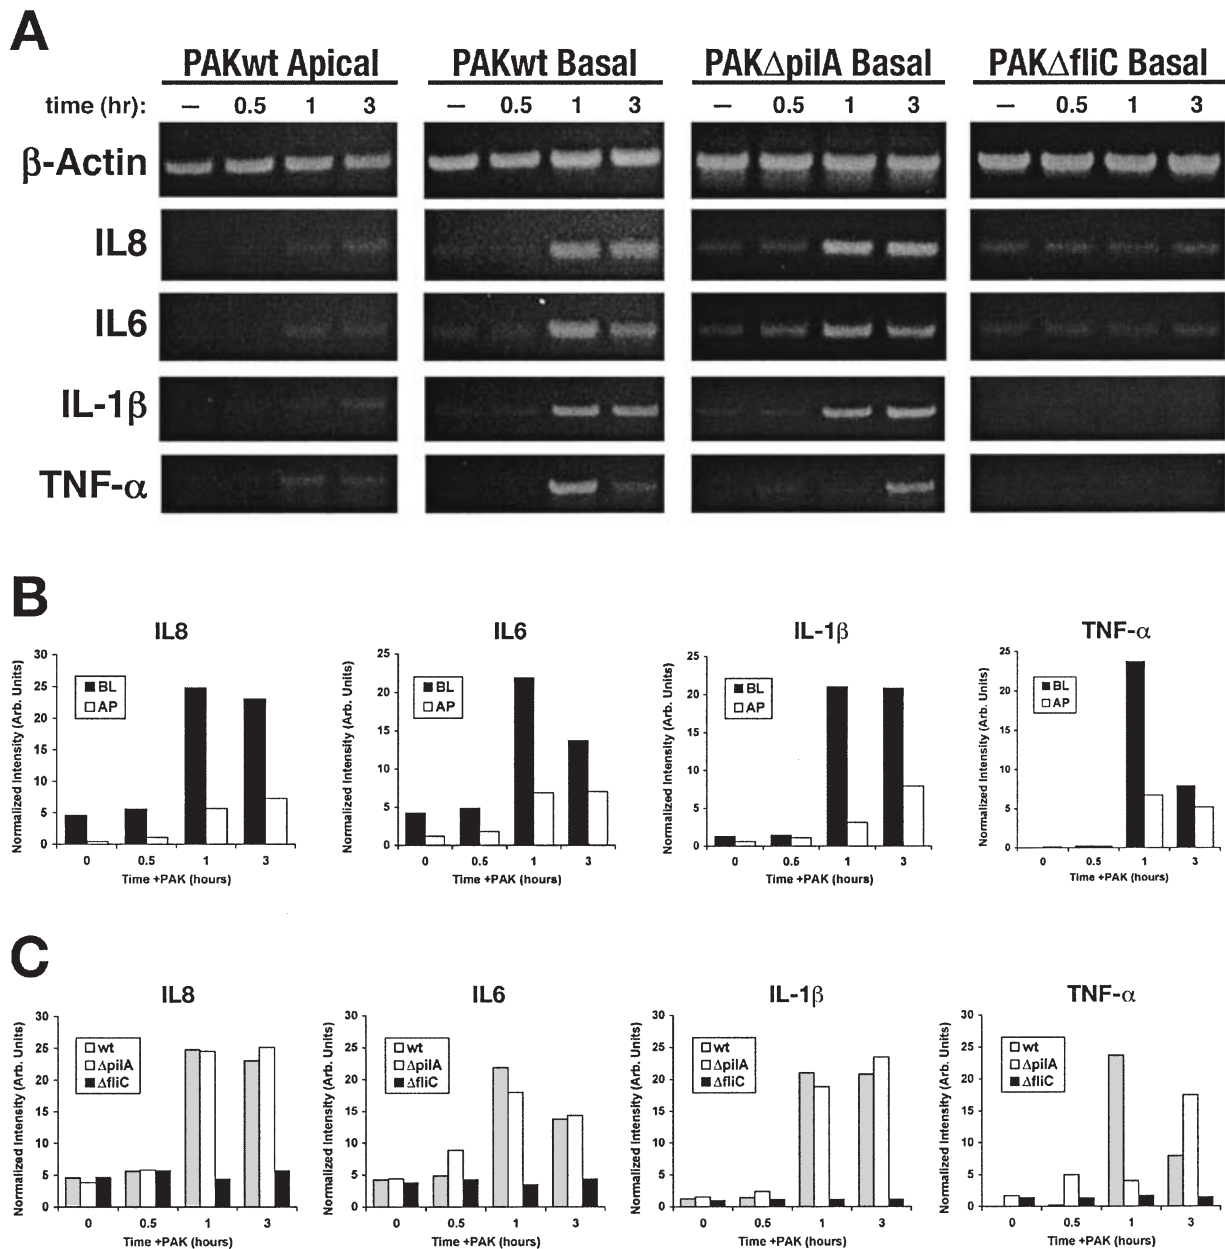 A
PAKwt Apical PAKwt Basal PAKΔpilA Basal PAKΔfliC Basal
time (hr): — 0.5 1 3 — 0.5 1 3 — 0.5 1 3 — 0.5 1 3
β-Actin
IL8
IL6
IL-1β
TNF-α
B
IL8
Normalized Intensity (Arb. Units)
30
25
20
15
10
5
0
BL
AP
0 0.5 1 3
Time +PAK (hours)
IL6
Normalized Intensity (Arb. Units)
25
20
15
10
5
0
BL
AP
0 0.5 1 3
Time +PAK (hours)
IL-1β
Normalized Intensity (Arb. Units)
25
20
15
10
5
0
BL
AP
0 0.5 1 3
Time +PAK (hours)
TNF-α
Normalized Intensity (Arb. Units)
25
20
15
10
5
0
BL
AP
0 0.5 1 3
Time +PAK (hours)
C
IL8
Normalized Intensity (Arb. Units)
30
25
20
15
10
5
0
wt
ΔpilA
ΔfliC
0 0.5 1 3
Time +PAK (hours)
IL6
Normalized Intensity (Arb. Units)
30
25
20
15
10
5
0
wt
ΔpilA
ΔfliC
0 0.5 1 3
Time +PAK (hours)
IL-1β
Normalized Intensity (Arb. Units)
30
25
20
15
10
5
0
wt
ΔpilA
ΔfliC
0 0.5 1 3
Time +PAK (hours)
TNF-α
Normalized Intensity (Arb. Units)
30
25
20
15
10
5
0
wt
ΔpilA
ΔfliC
0 0.5 1 3
Time +PAK (hours)